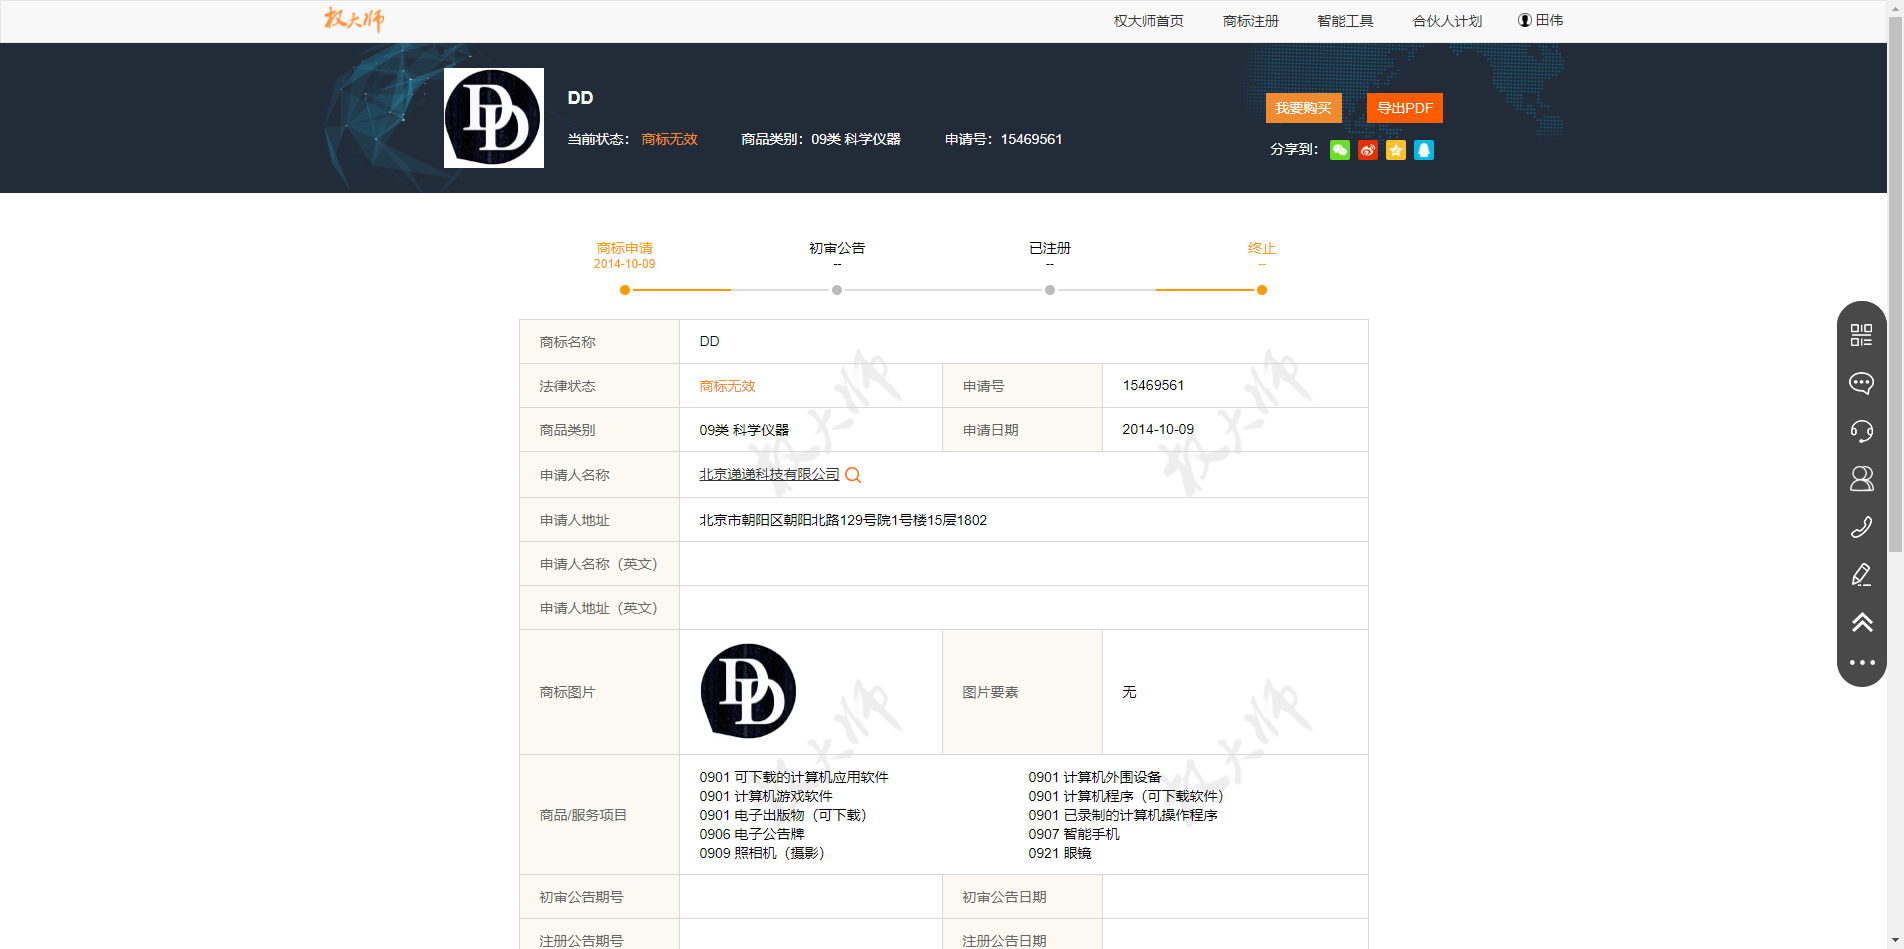 权大师
权大师首页 商标注册 智能工具 合伙人计划 田伟
DD
DD
当前状态： 商标无效 商品类别：09类 科学仪器 申请号：15469561
我要购买 导出PDF
分享到：
商标申请 初审公告 已注册 终止
2014-10-09 -- -- --
商标名称 DD
法律状态 商标无效 申请号 15469561
商品类别 09类 科学仪器 申请日期 2014-10-09
申请人名称 北京递递科技有限公司
申请人地址 北京市朝阳区朝阳北路129号院1号楼15层1802
申请人名称（英文）
申请人地址（英文）
商标图片 DD 图片要素 无
商品/服务项目
0901 可下载的计算机应用软件 0901 计算机外围设备
0901 计算机游戏软件 0901 计算机程序（可下载软件）
0901 电子出版物（可下载） 0901 已录制的计算机操作程序
0906 电子公告牌 0907 智能手机
0909 照相机（摄影） 0921 眼镜
初审公告期号 初审公告日期
注册公告期号 注册公告日期
权大师
权大师
权大师
权大师